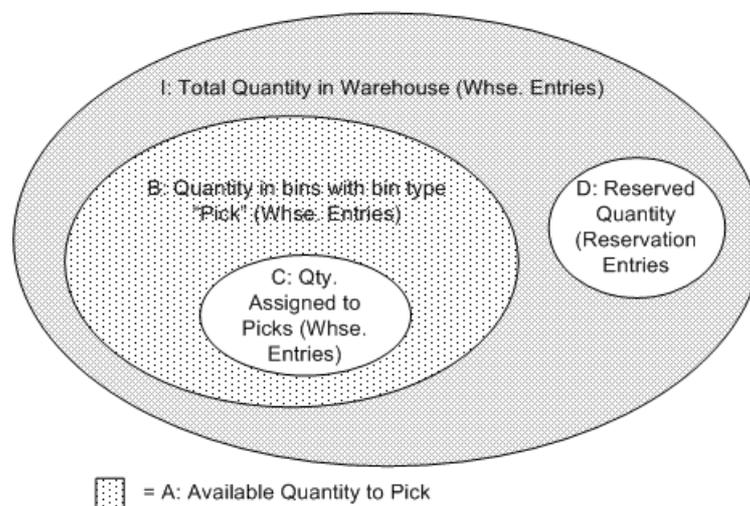 I: Total Quantity in Warehouse (Whse. Entries)
B: Quantity in bins with bin type
"Pick" (Whse. Entries)
D: Reserved
Quantity
(Reservation
Entries
C: Qty.
Assigned to
Picks (Whse.
Entries)
= A: Available Quantity to Pick